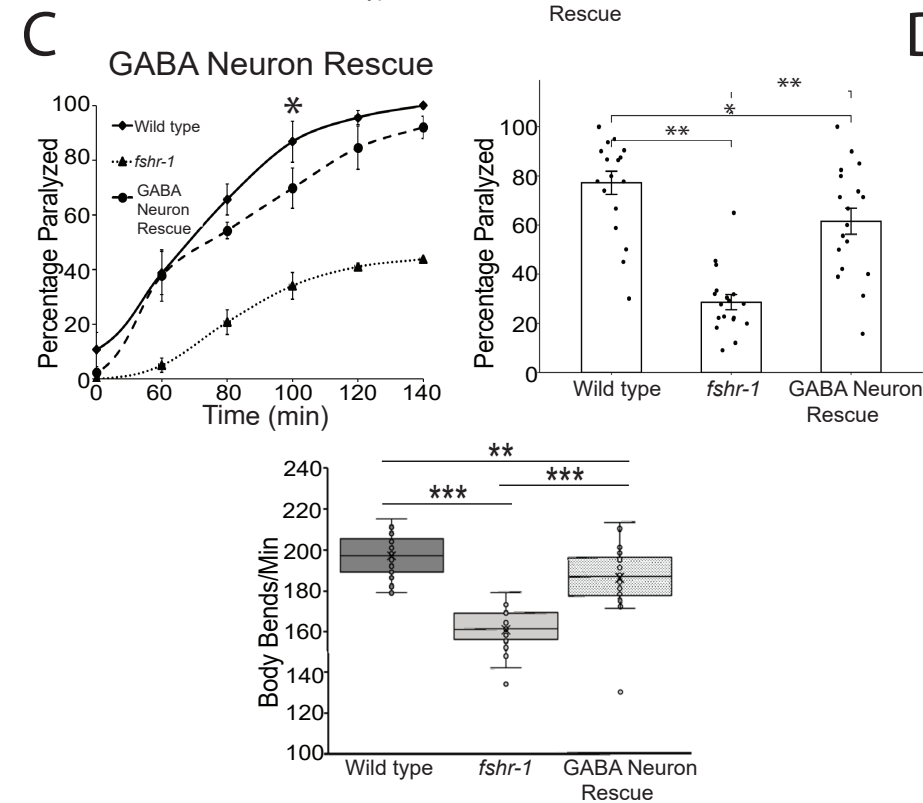 Rescue
C
D
GABA Neuron Rescue
*
Percentage Paralyzed
100
80
60
40
20
0
Wild type
fshr-1
GABA
Neuron
Rescue
0 60 80 100 120 140
Time (min)
Percentage Paralyzed
100
80
60
40
20
0
**
*
**
Wild type fshr-1 GABA Neuron
Rescue
Body Bends/Min
240
220
200
180
160
140
120
100
**
***
***
Wild type fshr-1 GABA Neuron
Rescue